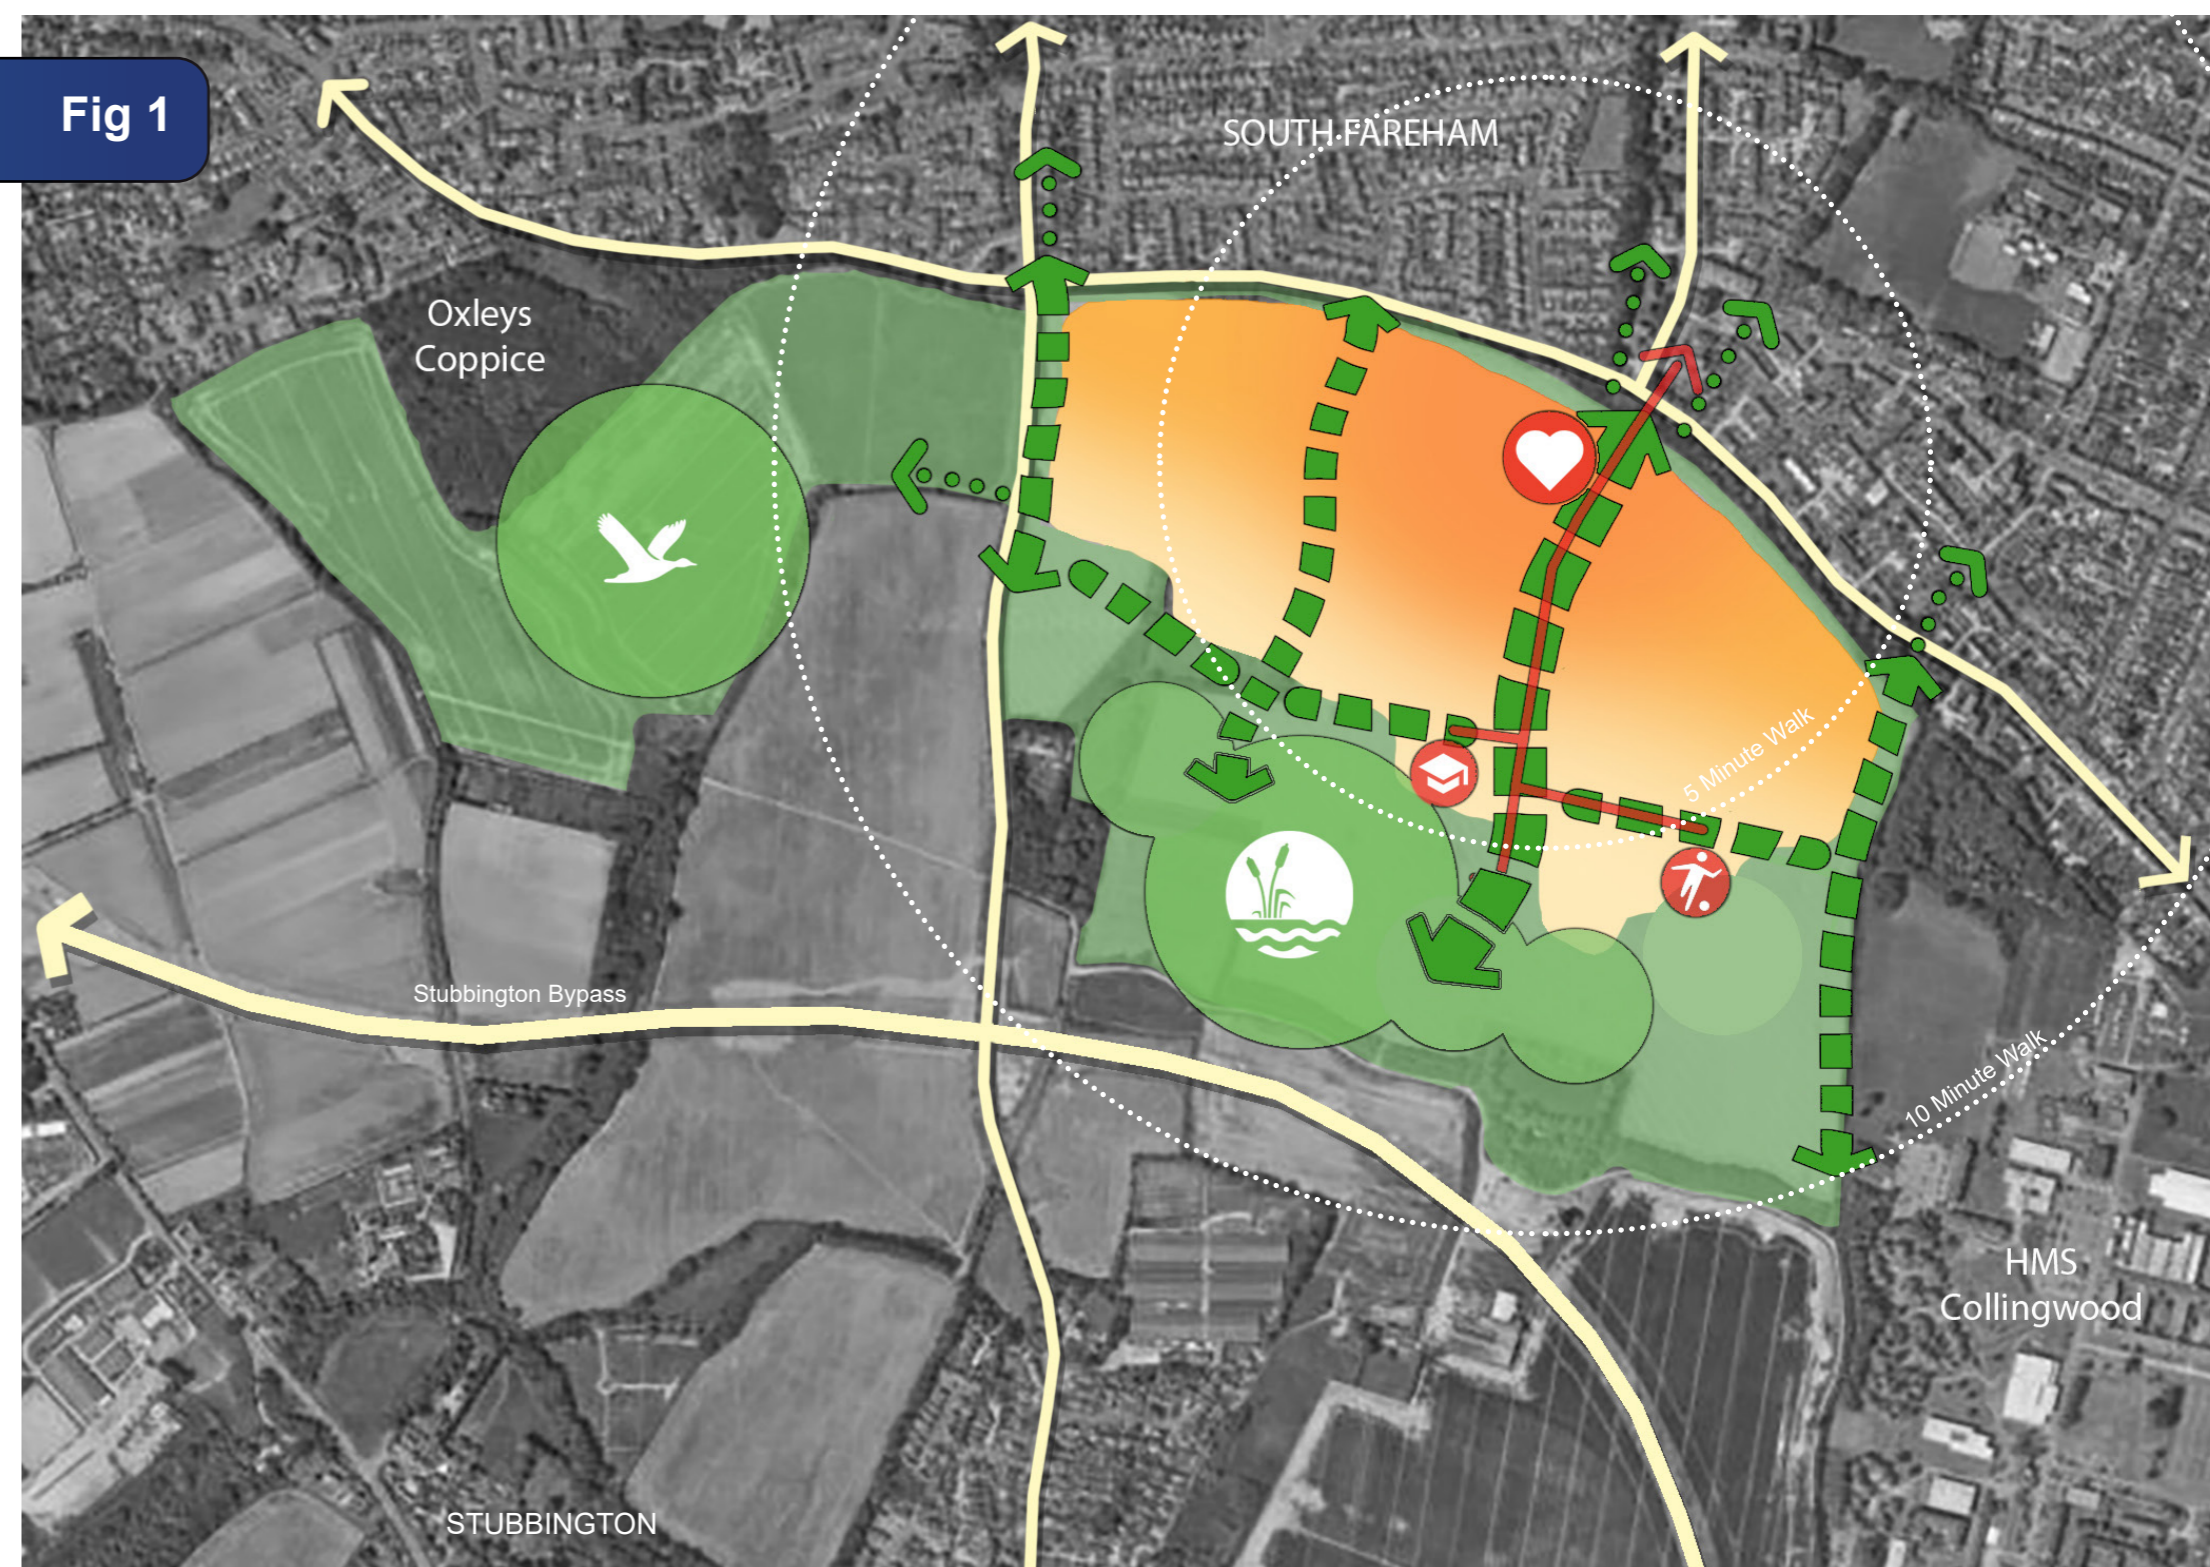 Fig 1
SOUTH FAREHAM
Oxleys
Coppice
5 Minute Walk
Stubbington Bypass
10 Minute Walk
HMS
Collingwood
STUBBINGTON